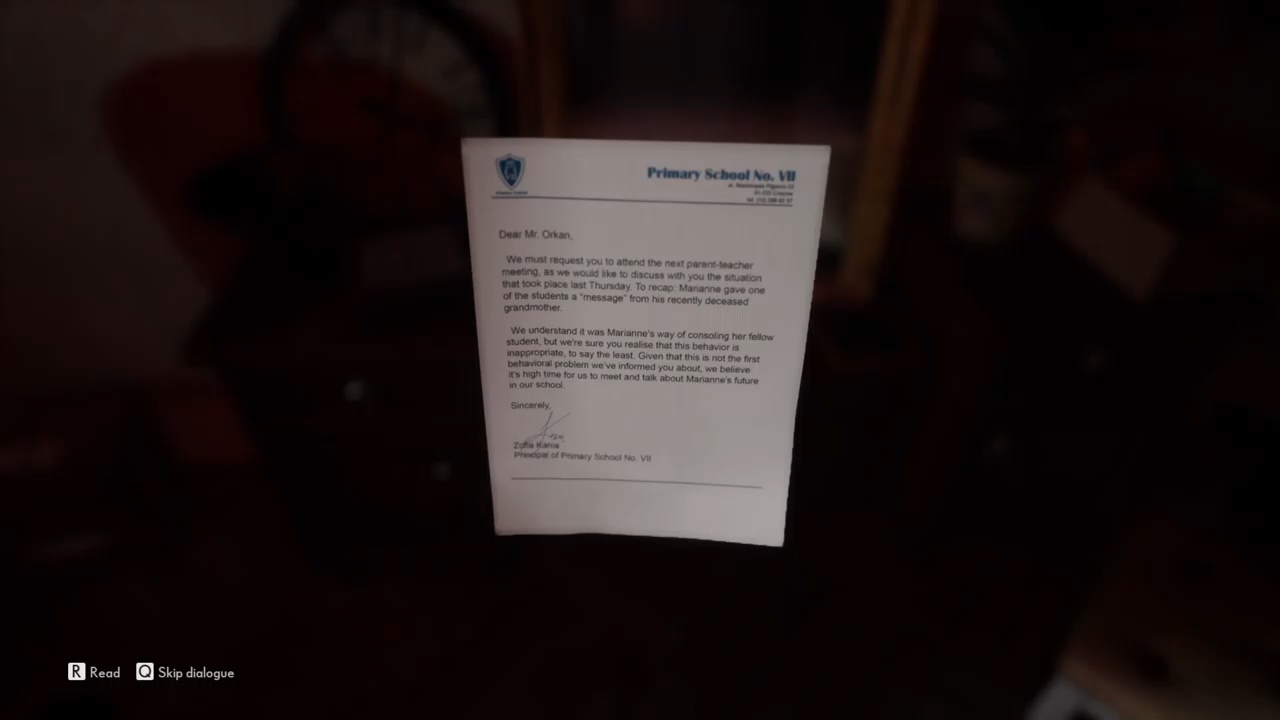 Primary School No. VII
Dear Mr. Orkan,
We must request you to attend the next parent-teacher
meeting, as we would like to discuss with you the situation
that took place last Thursday. To recap: Marianne gave one
of the students a "message" from his recently deceased
grandmother.
We understand it was Marianne's way of consoling her fellow
student, but we're sure you realise that this behavior is
inappropriate, to say the least. Given that this is not the first
behavioral problem we've informed you about, we believe
it's high time for us to meet and talk about Marianne's future
in our school.
Sincerely,
Zofia Kania
Principal of Primary School No. VII
R Read Q Skip dialogue